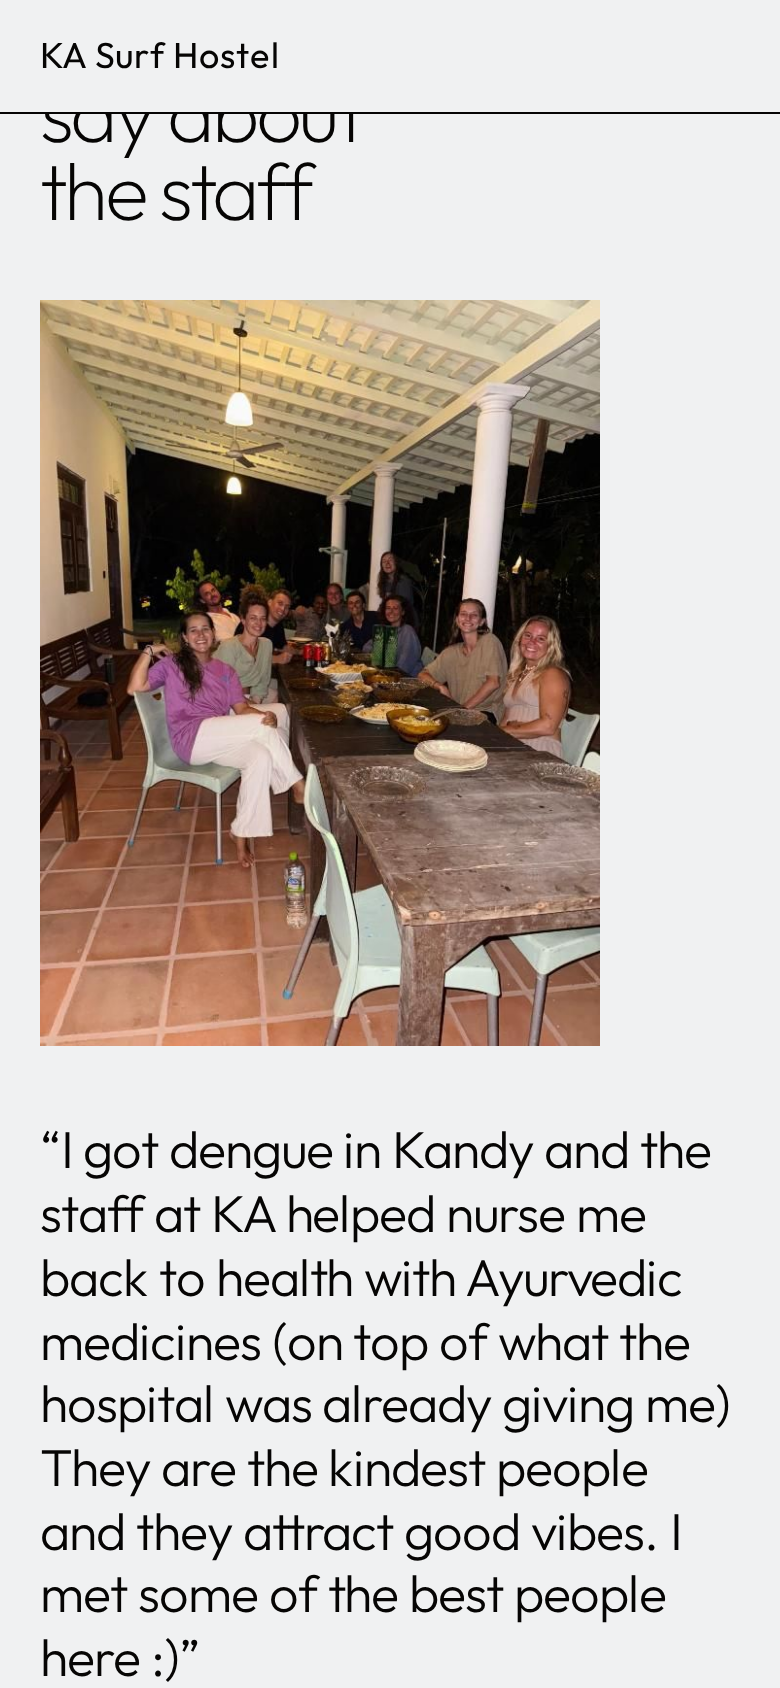 KA Surf Hostel
say about
the staff
“I got dengue in Kandy and the
staff at KA helped nurse me
back to health with Ayurvedic
medicines (on top of what the
hospital was already giving me)
They are the kindest people
and they attract good vibes. I
met some of the best people
here :)”